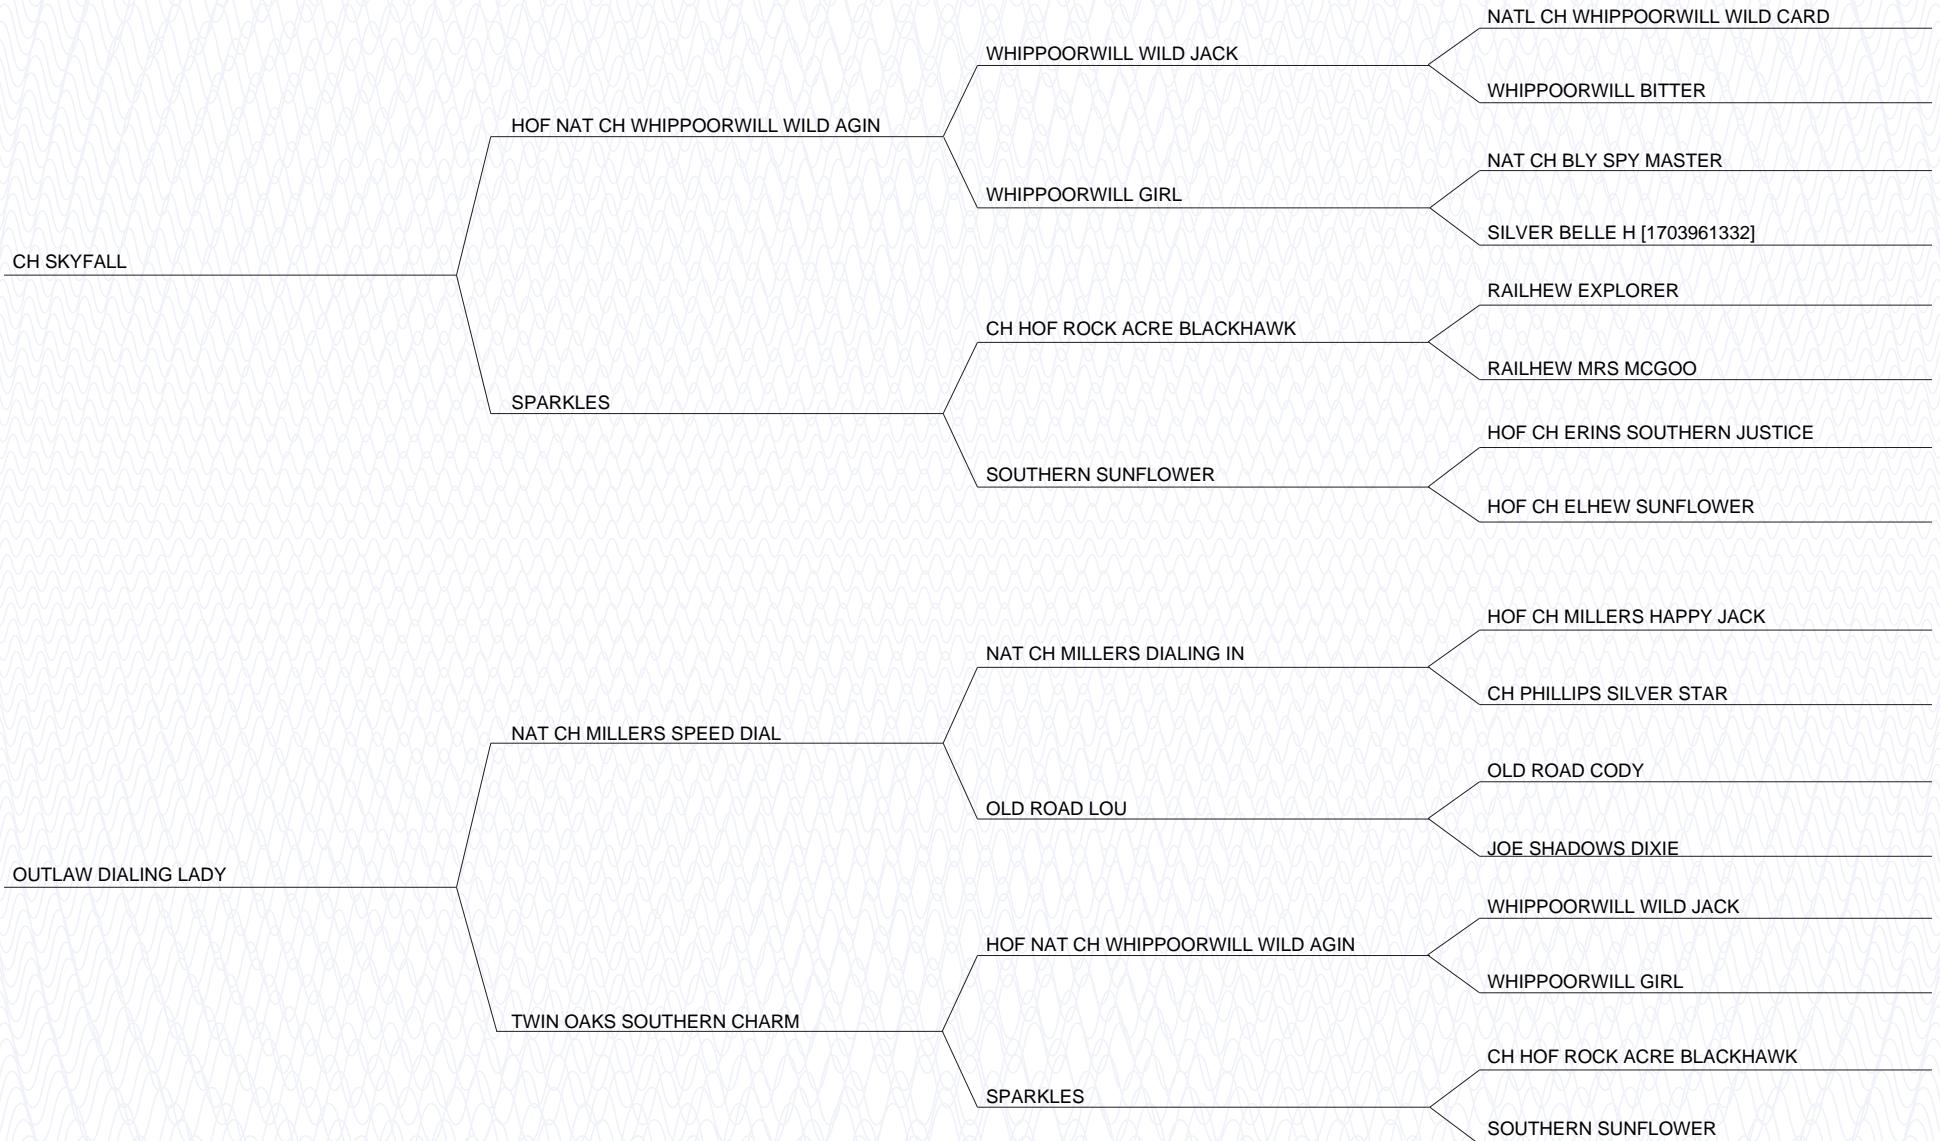 NATL CH WHIPPOORWILL WILD CARD
WHIPPOORWILL WILD JACK
WHIPPOORWILL BITTER
HOF NAT CH WHIPPOORWILL WILD AGIN
NAT CH BLY SPY MASTER
WHIPPOORWILL GIRL
SILVER BELLE H [1703961332]
CH SKYFALL
RAILHEW EXPLORER
CH HOF ROCK ACRE BLACKHAWK
RAILHEW MRS MCGOO
SPARKLES
HOF CH ERINS SOUTHERN JUSTICE
SOUTHERN SUNFLOWER
HOF CH ELHEW SUNFLOWER
HOF CH MILLERS HAPPY JACK
NAT CH MILLERS DIALING IN
CH PHILLIPS SILVER STAR
NAT CH MILLERS SPEED DIAL
OLD ROAD CODY
OLD ROAD LOU
JOE SHADOWS DIXIE
OUTLAW DIALING LADY
WHIPPOORWILL WILD JACK
HOF NAT CH WHIPPOORWILL WILD AGIN
WHIPPOORWILL GIRL
TWIN OAKS SOUTHERN CHARM
CH HOF ROCK ACRE BLACKHAWK
SPARKLES
SOUTHERN SUNFLOWER